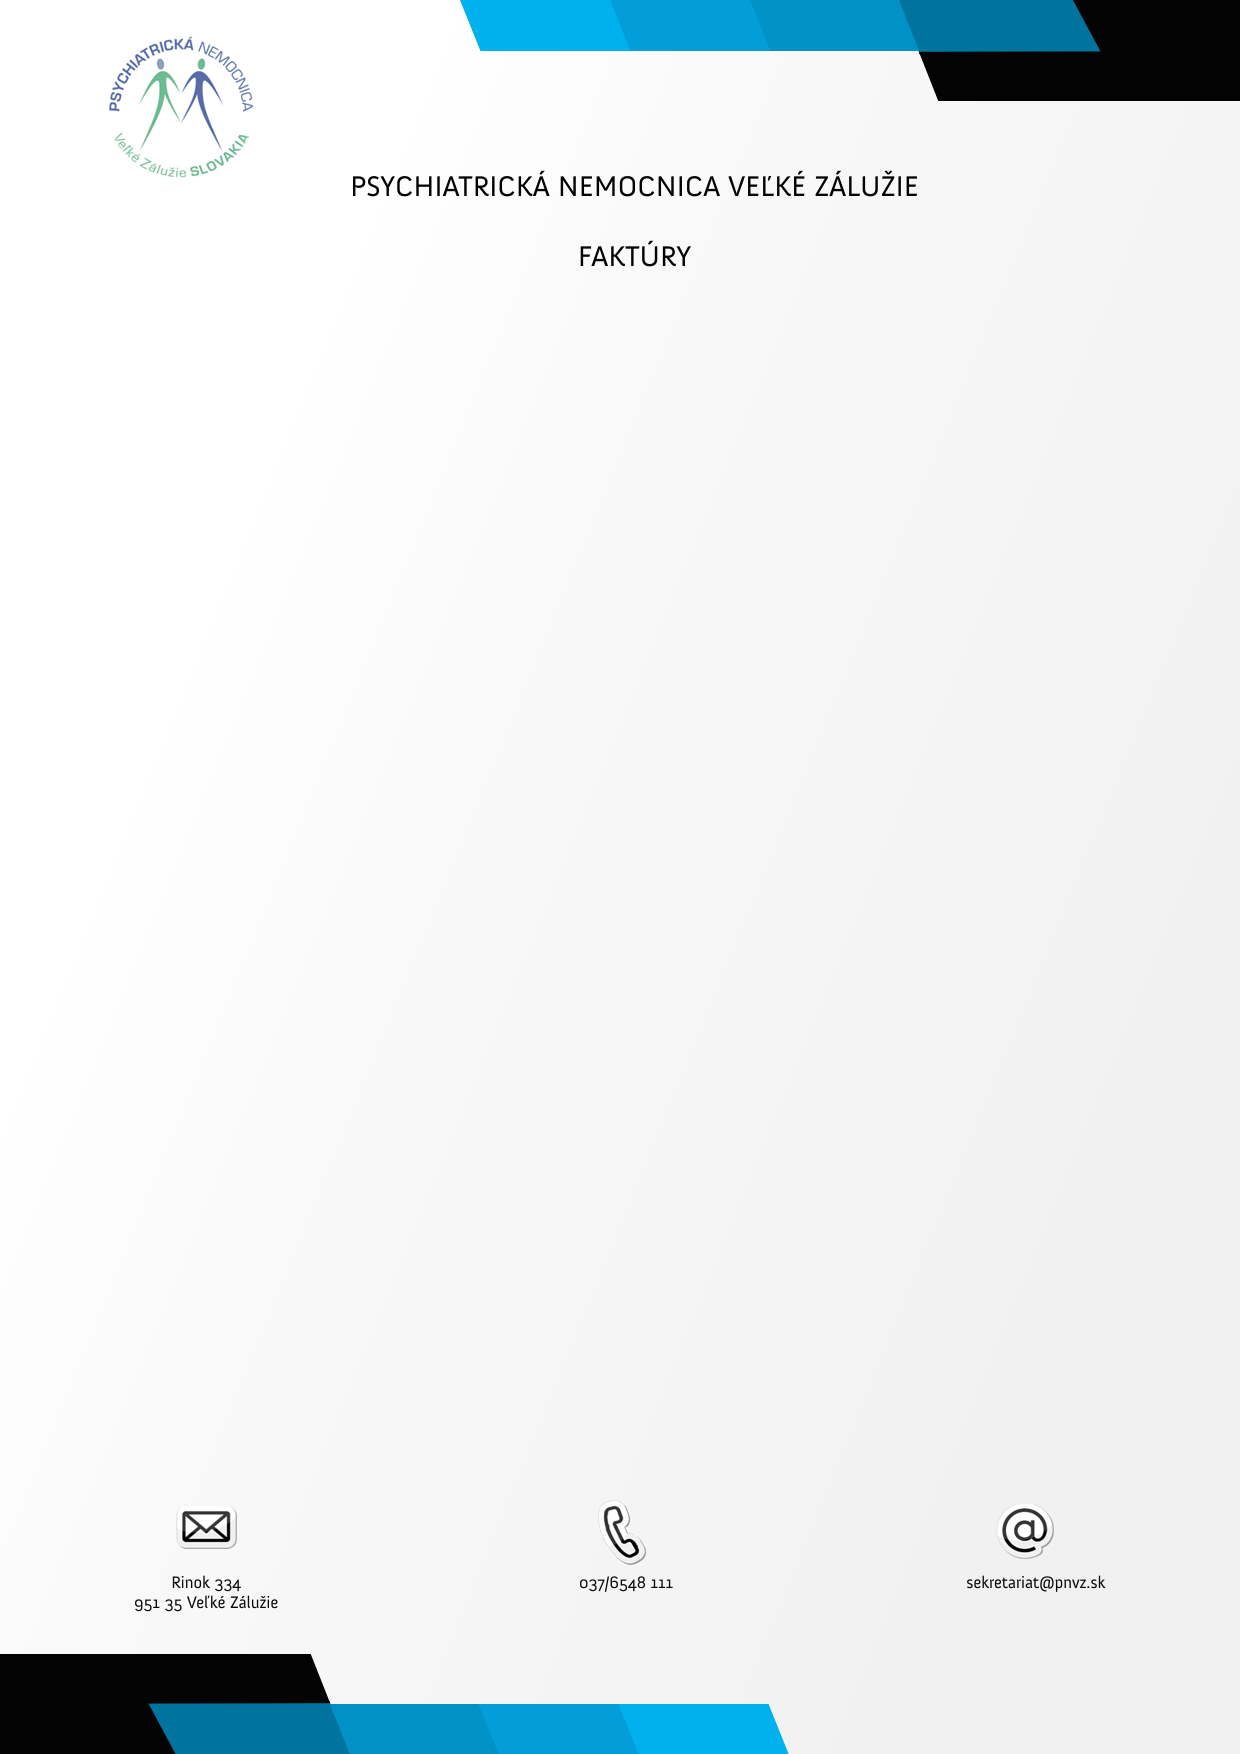 PSYCHIATRICKÁ NEMOCNICA
Veľké Zálužie SLOVAKIA
PSYCHIATRICKÁ NEMOCNICA VEĽKÉ ZÁLUŽIE
FAKTÚRY
Rinok 334
951 35 Veľké Zálužie
037/6548 111
sekretariat@pnvz.sk